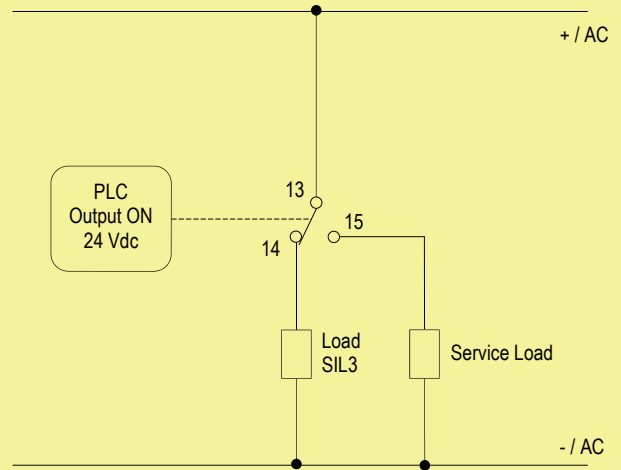 + / AC
PLC
Output ON
24 Vdc
13
15
14
Load
SIL3
Service Load
- / AC